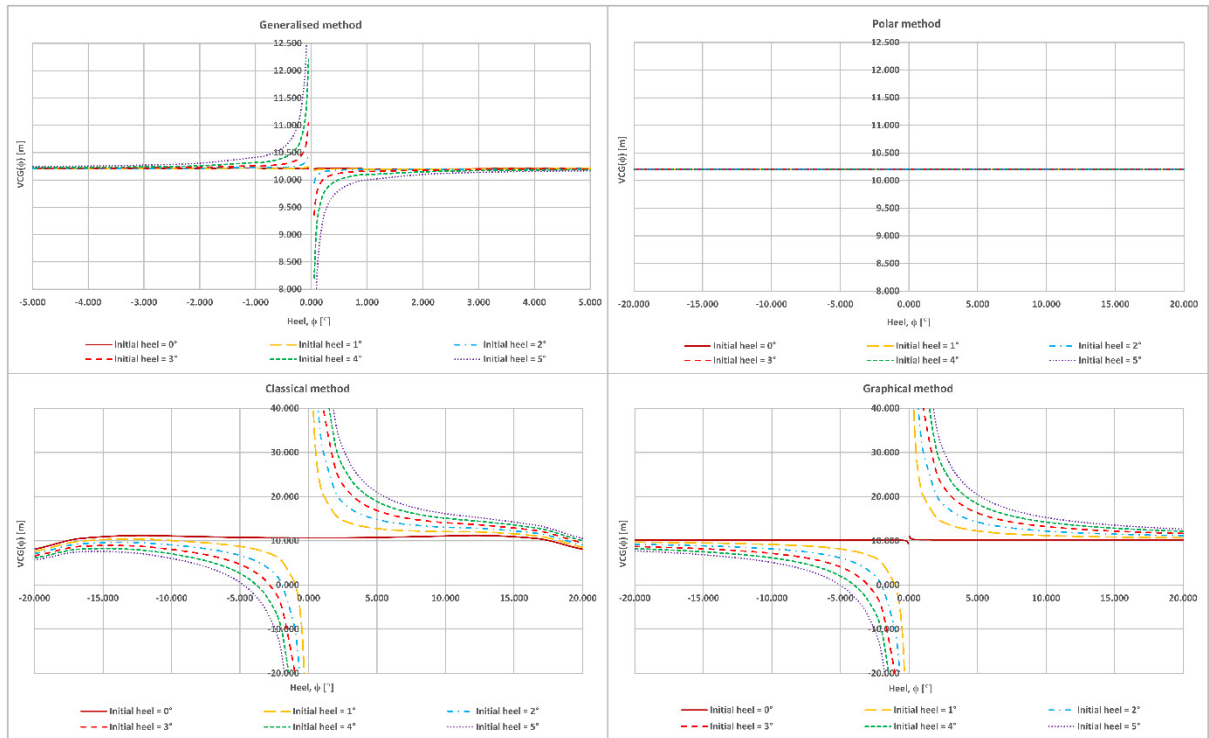 Generalised method
12.500
12.000
11.500
11.000
10.500
10.000
9.500
9.000
8.500
8.000
VCG(ϕ) [m]
-5.000 -4.000 -3.000 -2.000 -1.000 0.000 1.000 2.000 3.000 4.000 5.000
Heel, ϕ [°]
Initial heel = 0° Initial heel = 1° Initial heel = 2°
Initial heel = 3° Initial heel = 4° Initial heel = 5°
Polar method
12.500
12.000
11.500
11.000
10.500
10.000
9.500
9.000
8.500
8.000
VCG(ϕ) [m]
-20.000 -15.000 -10.000 -5.000 0.000 5.000 10.000 15.000 20.000
Heel, ϕ [°]
Initial heel = 0° Initial heel = 1° Initial heel = 2°
Initial heel = 3° Initial heel = 4° Initial heel = 5°
Classical method
40.000
30.000
20.000
10.000
0.000
-10.000
-20.000
VCG(ϕ) [m]
-20.000 -15.000 -10.000 -5.000 0.000 5.000 10.000 15.000 20.000
Heel, ϕ [°]
Initial heel = 0° Initial heel = 1° Initial heel = 2°
Initial heel = 3° Initial heel = 4° Initial heel = 5°
Graphical method
40.000
30.000
20.000
10.000
0.000
-10.000
-20.000
VCG(ϕ) [m]
-20.000 -15.000 -10.000 -5.000 0.000 5.000 10.000 15.000 20.000
Heel, ϕ [°]
Initial heel = 0° Initial heel = 1° Initial heel = 2°
Initial heel = 3° Initial heel = 4° Initial heel = 5°